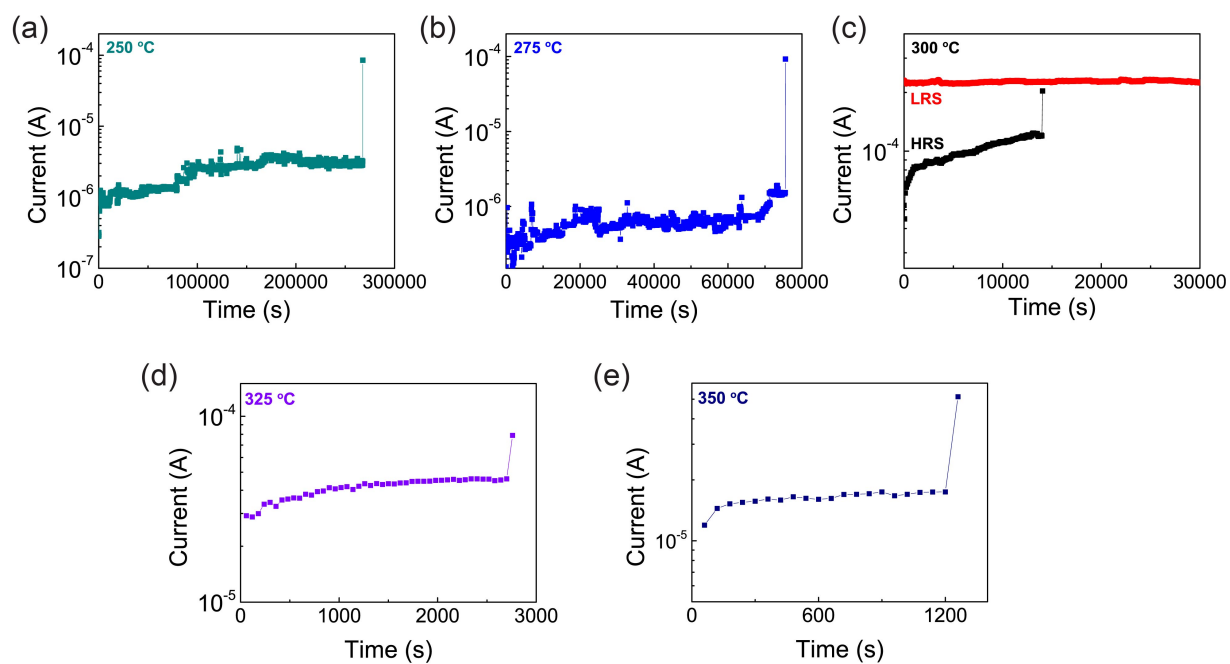 (a)
250 °C
10⁻⁴
10⁻⁵
10⁻⁶
10⁻⁷
Current (A)
0 100000 200000 300000
Time (s)
(b)
275 °C
10⁻⁴
10⁻⁵
10⁻⁶
Current (A)
0 20000 40000 60000 80000
Time (s)
(c)
300 °C
LRS
HRS
10⁻⁴
Current (A)
0 10000 20000 30000
Time (s)
(d)
325 °C
10⁻⁴
10⁻⁵
Current (A)
0 1000 2000 3000
Time (s)
(e)
350 °C
10⁻⁵
Current (A)
0 600 1200
Time (s)